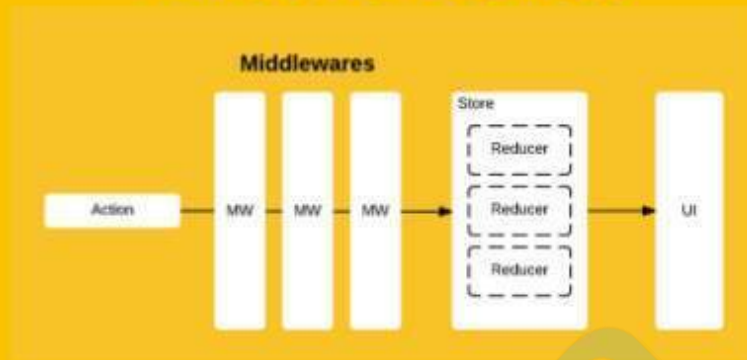 Middlewares
Store
Reducer
Action
MW
MW
MW
Reducer
UI
Reducer